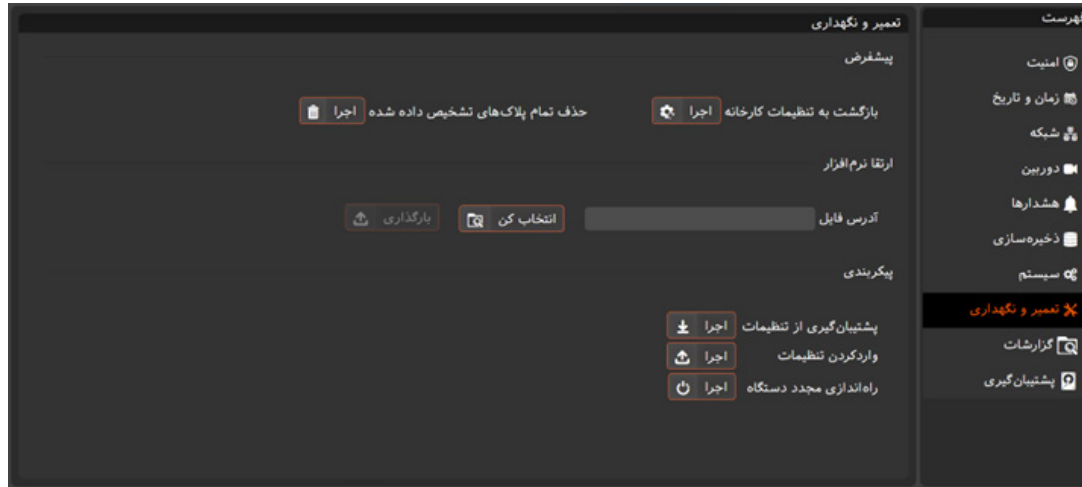 فهرست
امنیت
زمان و تاریخ
شبکه
دوربین
هشدارها
ذخیره‌سازی
سیستم
تعمیر و نگهداری
گزارشات
پشتیبان‌گیری
تعمیر و نگهداری
پیشفرض
بازگشت به تنظیمات کارخانه اجرا حذف تمام پلاک‌های تشخیص داده شده اجرا
ارتقا نرم‌افزار
آدرس فایل انتخاب کن بارگذاری
پیکربندی
پشتیبان‌گیری از تنظیمات اجرا
واردکردن تنظیمات اجرا
راه‌اندازی مجدد دستگاه اجرا